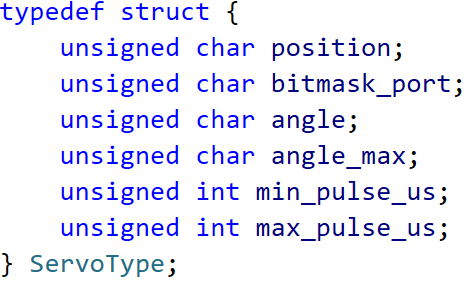 typedef struct {
    unsigned char position;
    unsigned char bitmask_port;
    unsigned char angle;
    unsigned char angle_max;
    unsigned int min_pulse_us;
    unsigned int max_pulse_us;
} ServoType;